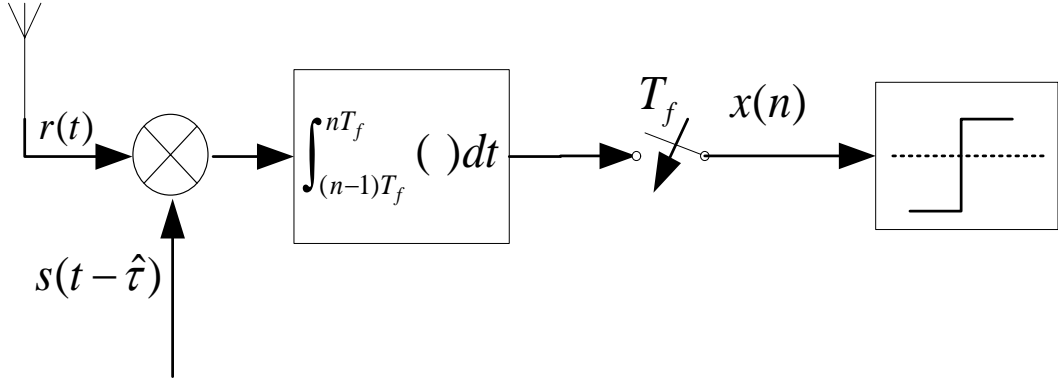 r(t)
s(t − τ̂)
∫_{(n−1)T_f}^{nT_f} ( )dt
T_f
x(n)